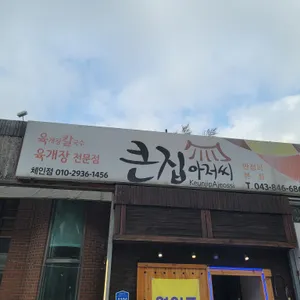 육개장칼국수
육개장 전문점
체인점 010-2936-1456
큰집
아저씨
KeunjipAjeossi
T. 043-846-68